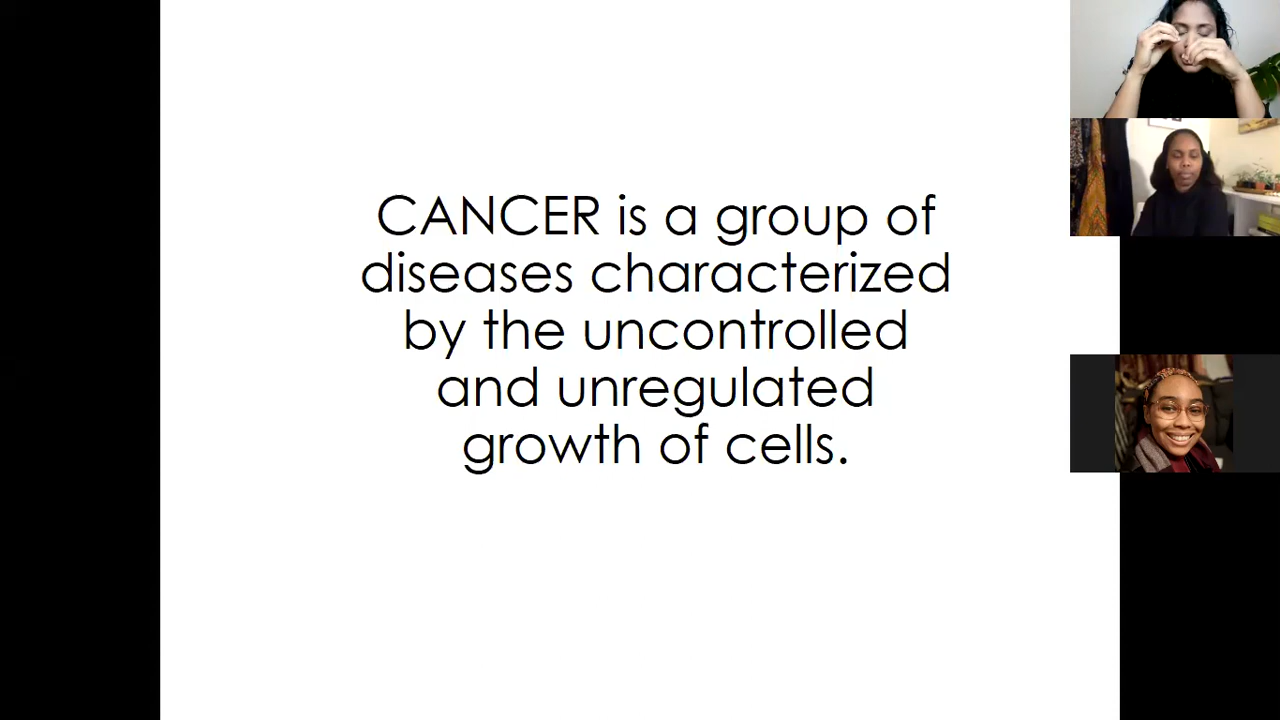 CANCER is a group of
diseases characterized
by the uncontrolled
and unregulated
growth of cells.